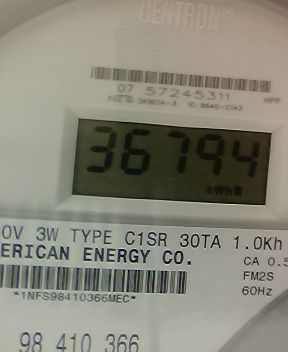 CENTRON
07 57245311
36794
kWh
0V 3W TYPE C1SR 30TA 1.0Kh
ERICAN ENERGY CO.
CA 0.5
FM2S
*1NFS98410366MEC*
60Hz
98 410 366